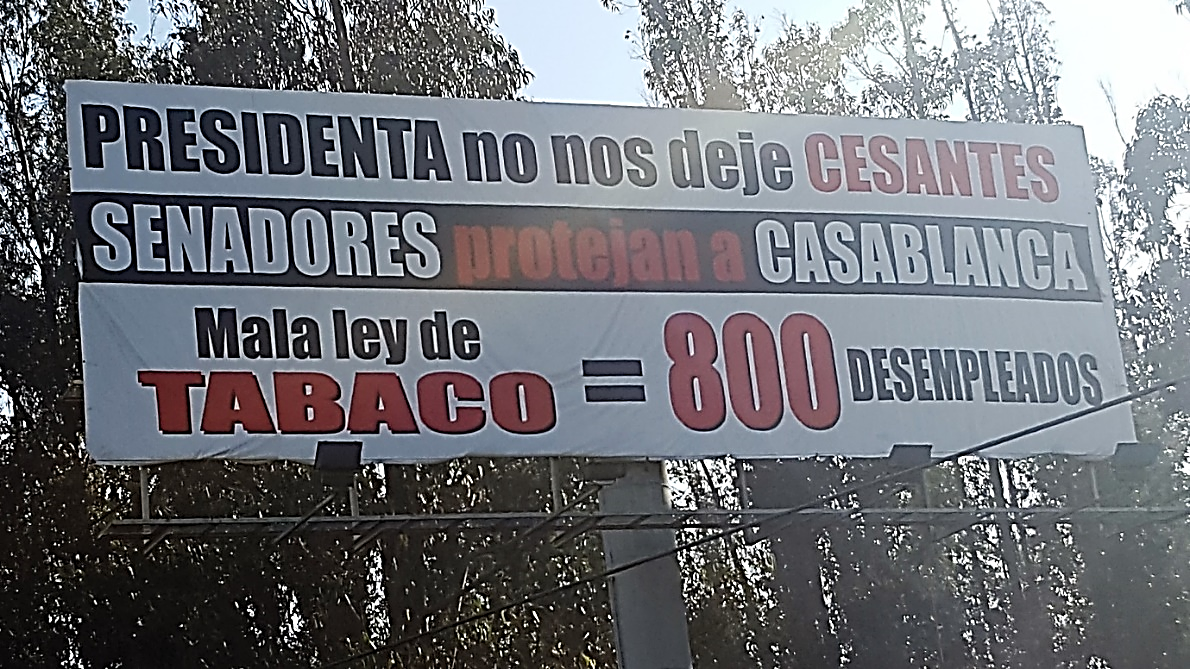 PRESIDENTA no nos deje CESANTES
SENADORES protejan a CASABLANCA
Mala ley de
TABACO = 800 DESEMPLEADOS